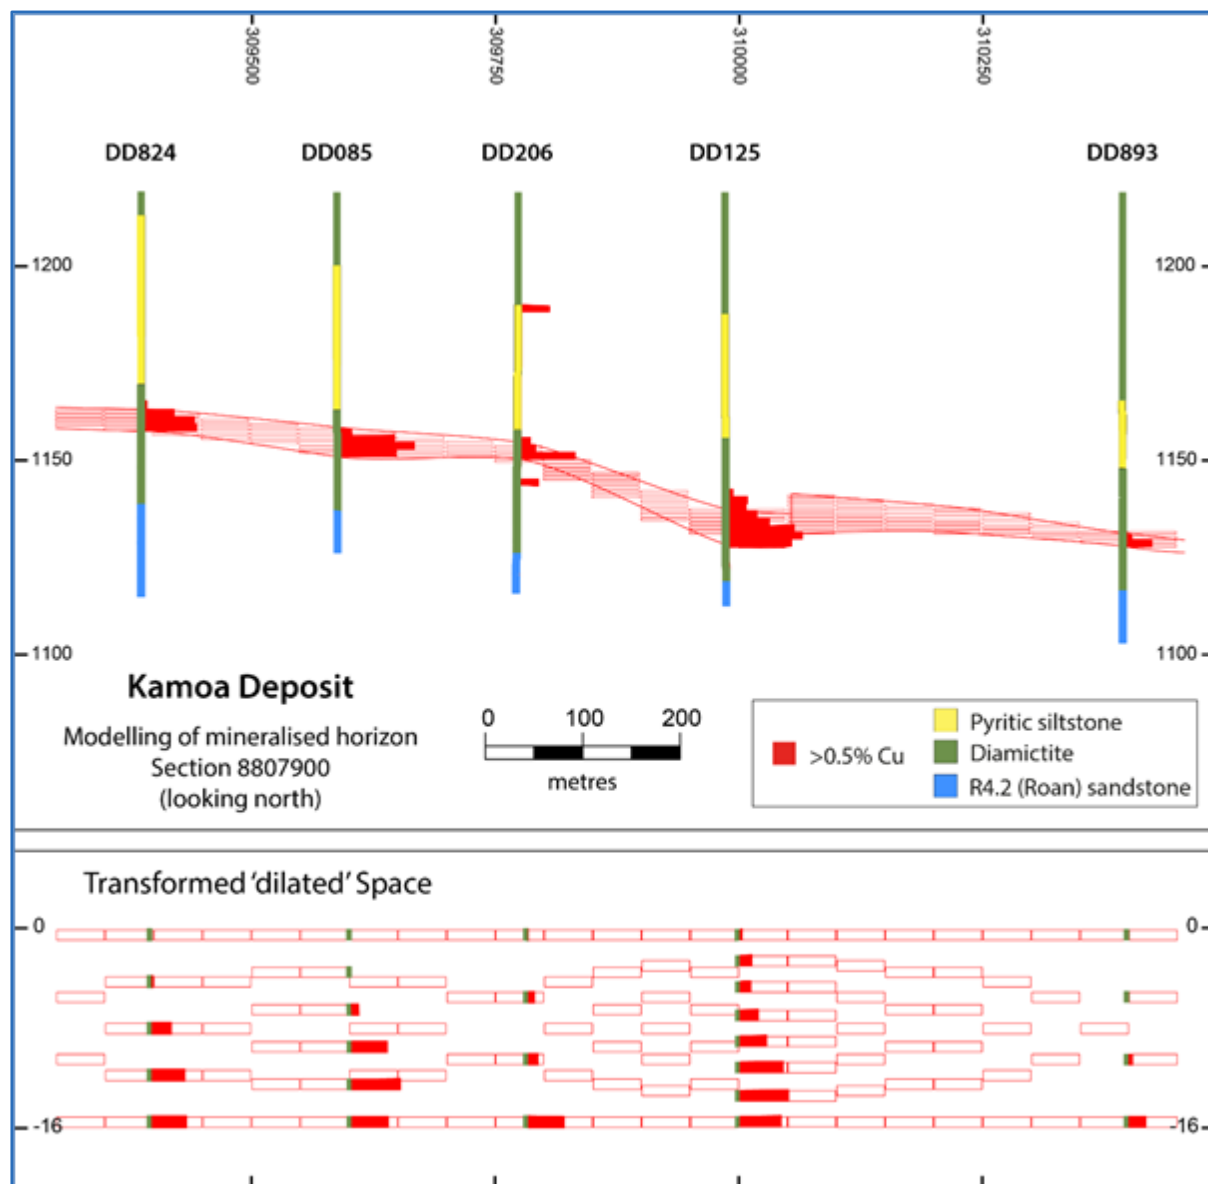 309500 309750 310000 310250
DD824 DD085 DD206 DD125 DD893
1200 1200
1150 1150
1100 1100
Kamoa Deposit
Modelling of mineralised horizon
Section 8807900
(looking north)
0 100 200
metres
>0.5% Cu
Pyritic siltstone
Diamictite
R4.2 (Roan) sandstone
Transformed 'dilated' Space
0 0
-16 -16